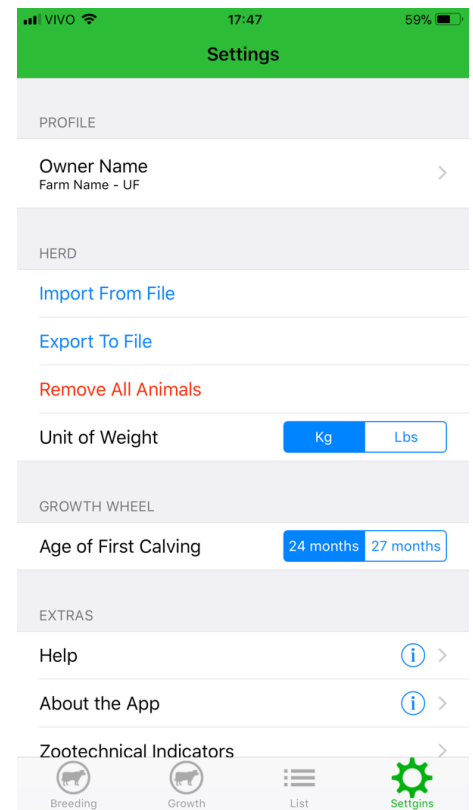 VIVO 17:47 59%
Settings
PROFILE
Owner Name
Farm Name - UF
HERD
Import From File
Export To File
Remove All Animals
Unit of Weight Kg Lbs
GROWTH WHEEL
Age of First Calving 24 months 27 months
EXTRAS
Help
About the App
Zootechnical Indicators
Breeding Growth List Settgins